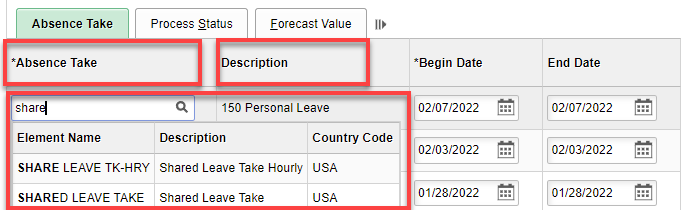 Absence Take Process Status Forecast Value
*Absence Take Description *Begin Date End Date
share 150 Personal Leave 02/07/2022 02/07/2022
Element Name Description Country Code
SHARE LEAVE TK-HRY Shared Leave Take Hourly USA 02/03/2022 02/03/2022
SHARED LEAVE TAKE Shared Leave Take USA 01/28/2022 01/28/2022